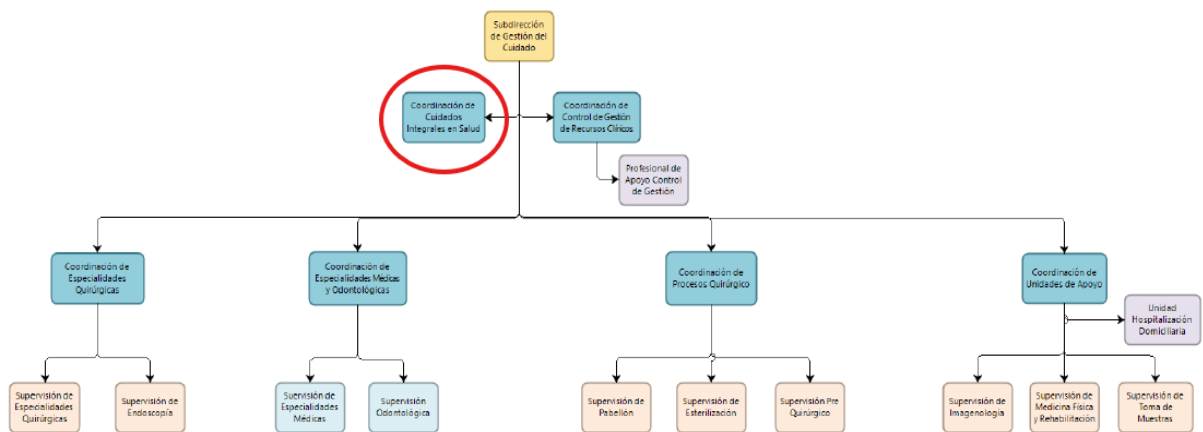 Subdirección
de Gestión del
Cuidado
Coordinación de
Cuidados
Integrales en Salud
Coordinación de
Control de Gestión
de Recursos Clínicos
Profesional de
Apoyo Control
de Gestión
Coordinación de
Especialidades
Quirúrgicas
Coordinación de
Especialidades Médicas
y Odontológicas
Coordinación de
Procesos Quirúrgico
Coordinación de
Unidades de Apoyo
Unidad
Hospitalización
Domiciliaria
Supervisión de
Especialidades
Quirúrgicas
Supervisión de
Endoscopía
Suervisión de
Especialidades
Médicas
Supervisión
Odontológica
Supervisión de
Pabellón
Supervisión de
Esterilización
Supervisión Pre
Quirúrgico
Supervisión de
Imagenología
Supervisión de
Medicina Física
y Rehabilitación
Supervisión de
Toma de
Muestras